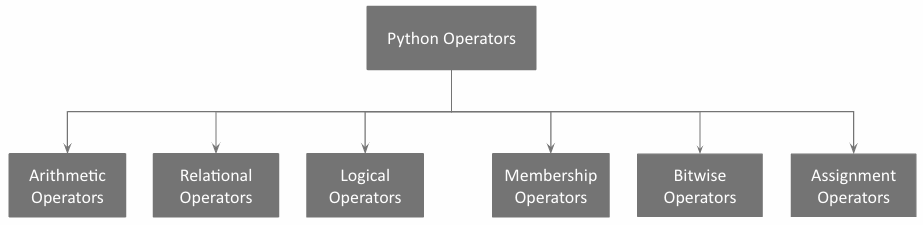 Python Operators
Arithmetic
Operators
Relational
Operators
Logical
Operators
Membership
Operators
Bitwise
Operators
Assignment
Operators